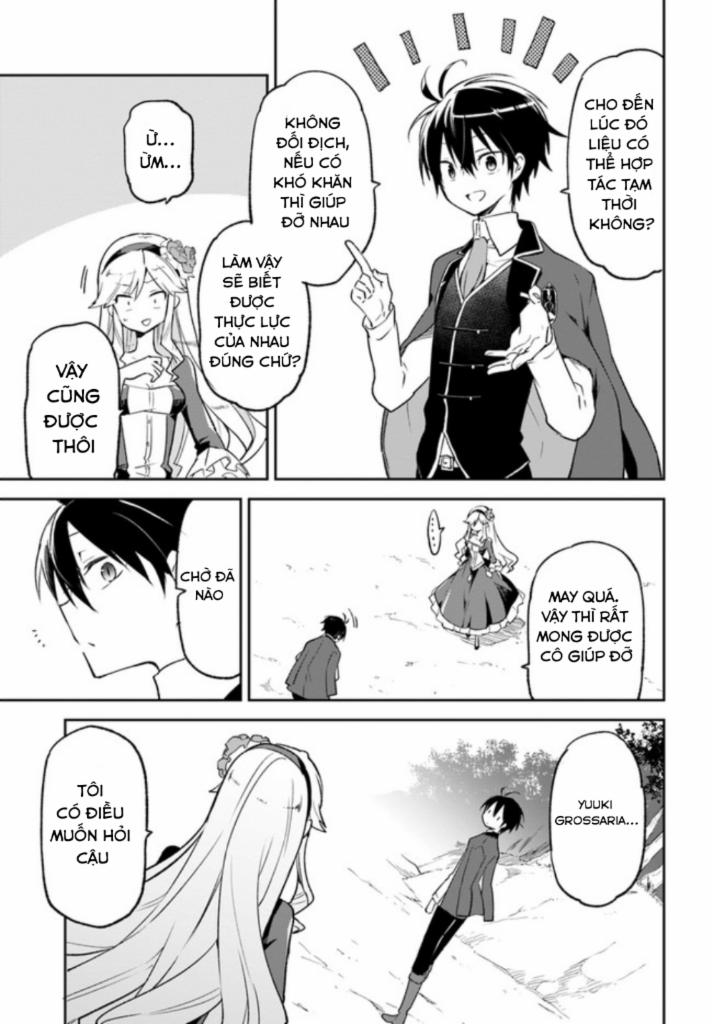 CHO ĐẾN
LÚC ĐÓ
LIỆU CÓ
THỂ HỢP
TÁC TẠM
THỜI
KHÔNG?
KHÔNG
ĐỐI ĐỊCH,
NẾU CÓ
KHÓ KHĂN
THÌ GIÚP
ĐỠ NHAU
LÀM VẬY
SẼ BIẾT
ĐƯỢC
THỰC LỰC
CỦA NHAU
ĐÚNG CHỨ?
Ừ...
ỪM...
VẬY
CŨNG
ĐƯỢC
THÔI
MAY QUÁ.
VẬY THÌ RẤT
MONG ĐƯỢC
CÔ GIÚP ĐỠ
....
CHỜ ĐÃ
NÀO
YUUKI
GROSSARIA...
TÔI
CÓ ĐIỀU
MUỐN HỎI
CẬU